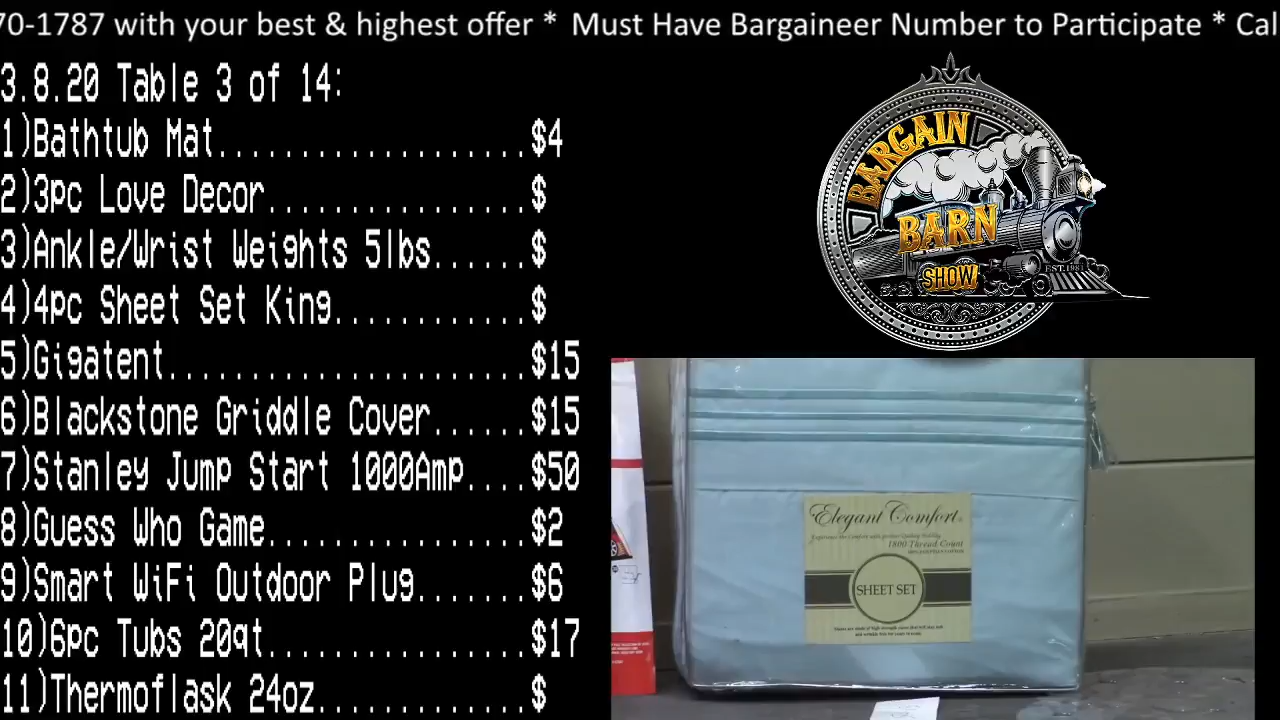 70-1787 with your best & highest offer * Must Have Bargaineer Number to Participate * Cal
3.8.20 Table 3 of 14:
1)Bathtub Mat...................$4
2)3pc Love Decor................$
3)Ankle/Wrist Weights 5lbs......$
4)4pc Sheet Set King............$
5)Gigatent......................$15
6)Blackstone Griddle Cover......$15
7)Stanley Jump Start 1000Amp....$50
8)Guess Who Game................$2
9)Smart WiFi Outdoor Plug.......$6
10)6pc Tubs 20qt................$17
11)Thermoflask 24oz.............$
BARGAIN
BARN
SHOW
Elegant Comfort
1800 Thread Count
SHEET SET